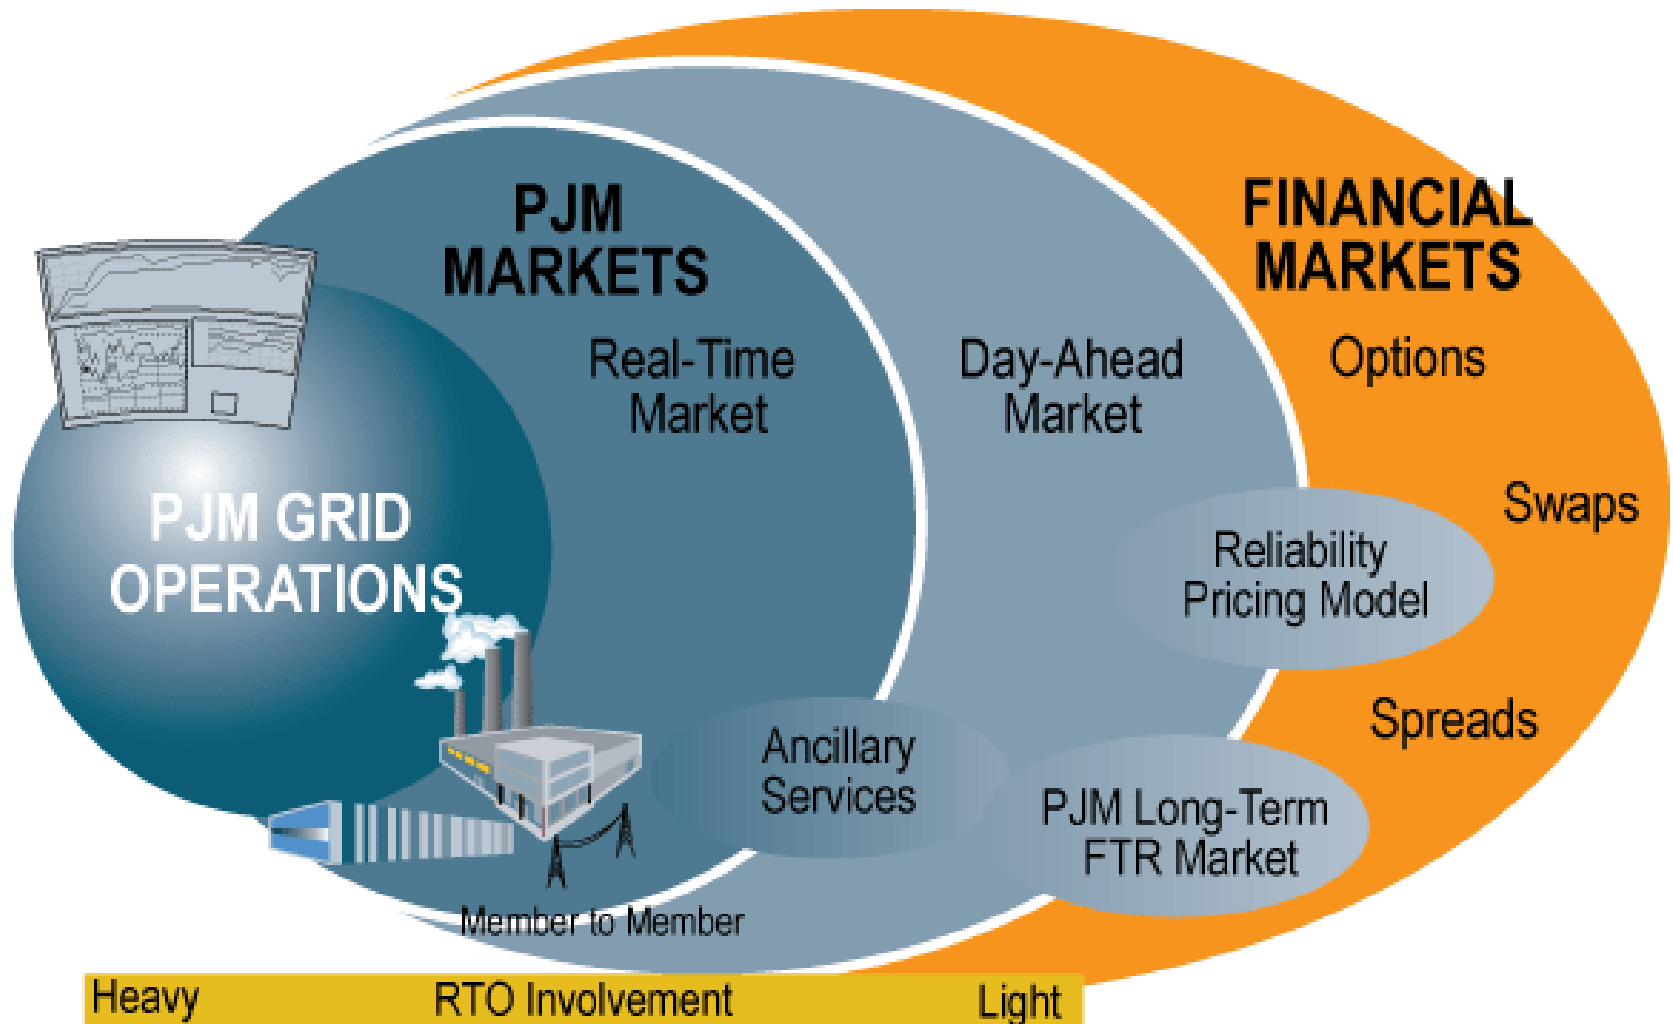 PJM
MARKETS
FINANCIAL
MARKETS
Real-Time
Market
Day-Ahead
Market
Options
PJM GRID
OPERATIONS
Swaps
Reliability
Pricing Model
Spreads
Ancillary
Services
PJM Long-Term
FTR Market
Member to Member
Heavy RTO Involvement Light